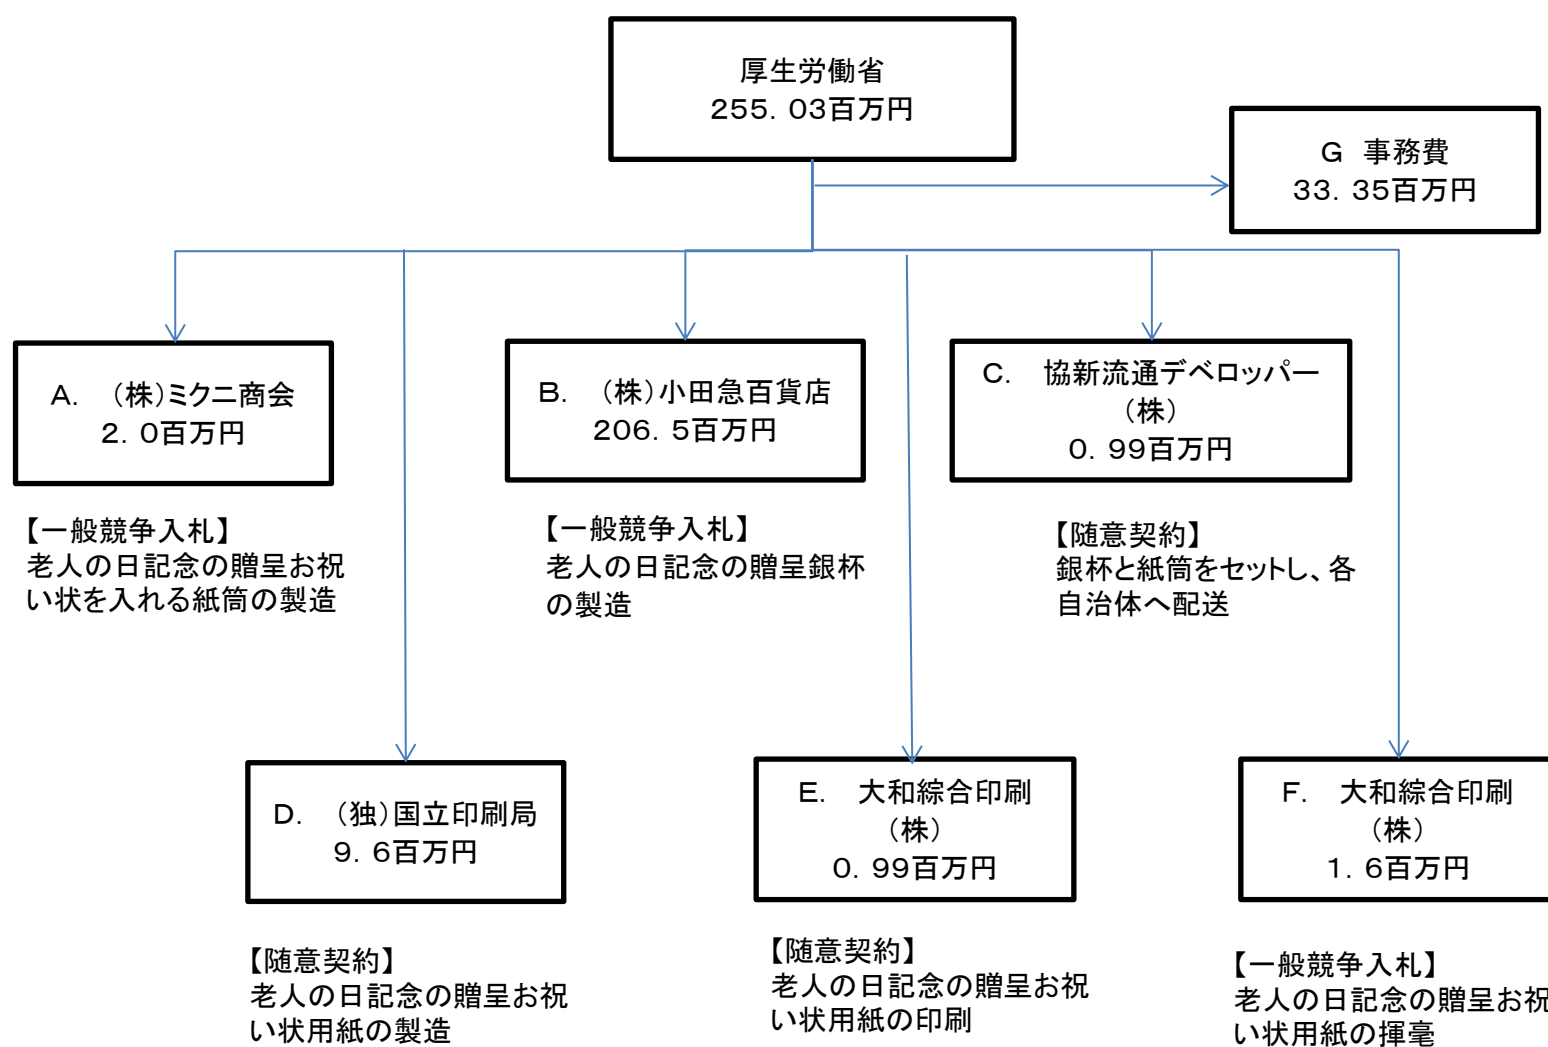 厚生労働省
255．03百万円
G　事務費
33．35百万円
A．　（株）ミクニ商会
2．0百万円
B．　（株）小田急百貨店
206．5百万円
C．　協新流通デベロッパー
（株）
0．99百万円
【一般競争入札】
老人の日記念の贈呈お祝
い状を入れる紙筒の製造
【一般競争入札】
老人の日記念の贈呈銀杯
の製造
【随意契約】
銀杯と紙筒をセットし、各
自治体へ配送
D．　（独）国立印刷局
9．6百万円
E．　大和綜合印刷
（株）
0．99百万円
F．　大和綜合印刷
（株）
1．6百万円
【随意契約】
老人の日記念の贈呈お祝
い状用紙の製造
【随意契約】
老人の日記念の贈呈お祝
い状用紙の印刷
【一般競争入札】
老人の日記念の贈呈お祝
い状用紙の揮毫